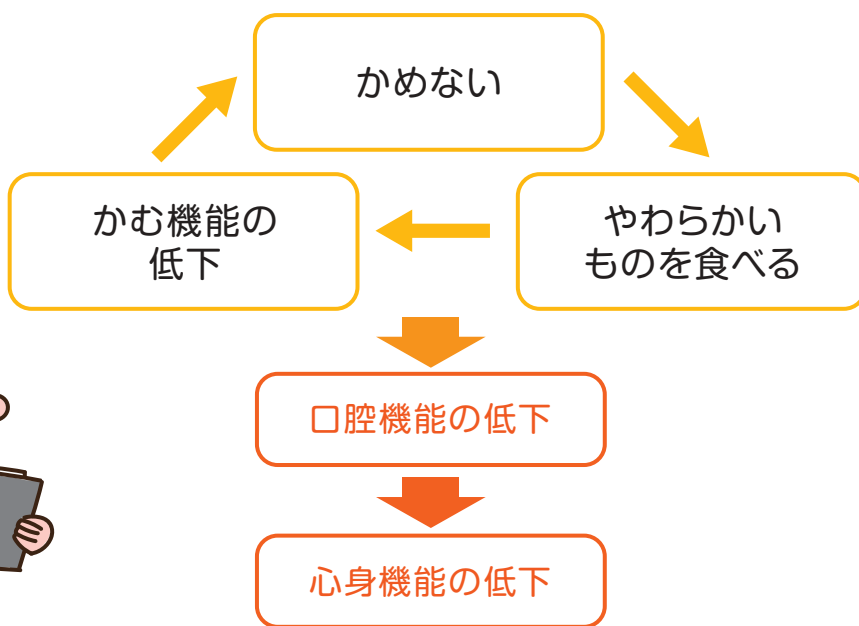 かめない
かむ機能の
低下
やわらかい
ものを食べる
口腔機能の低下
心身機能の低下